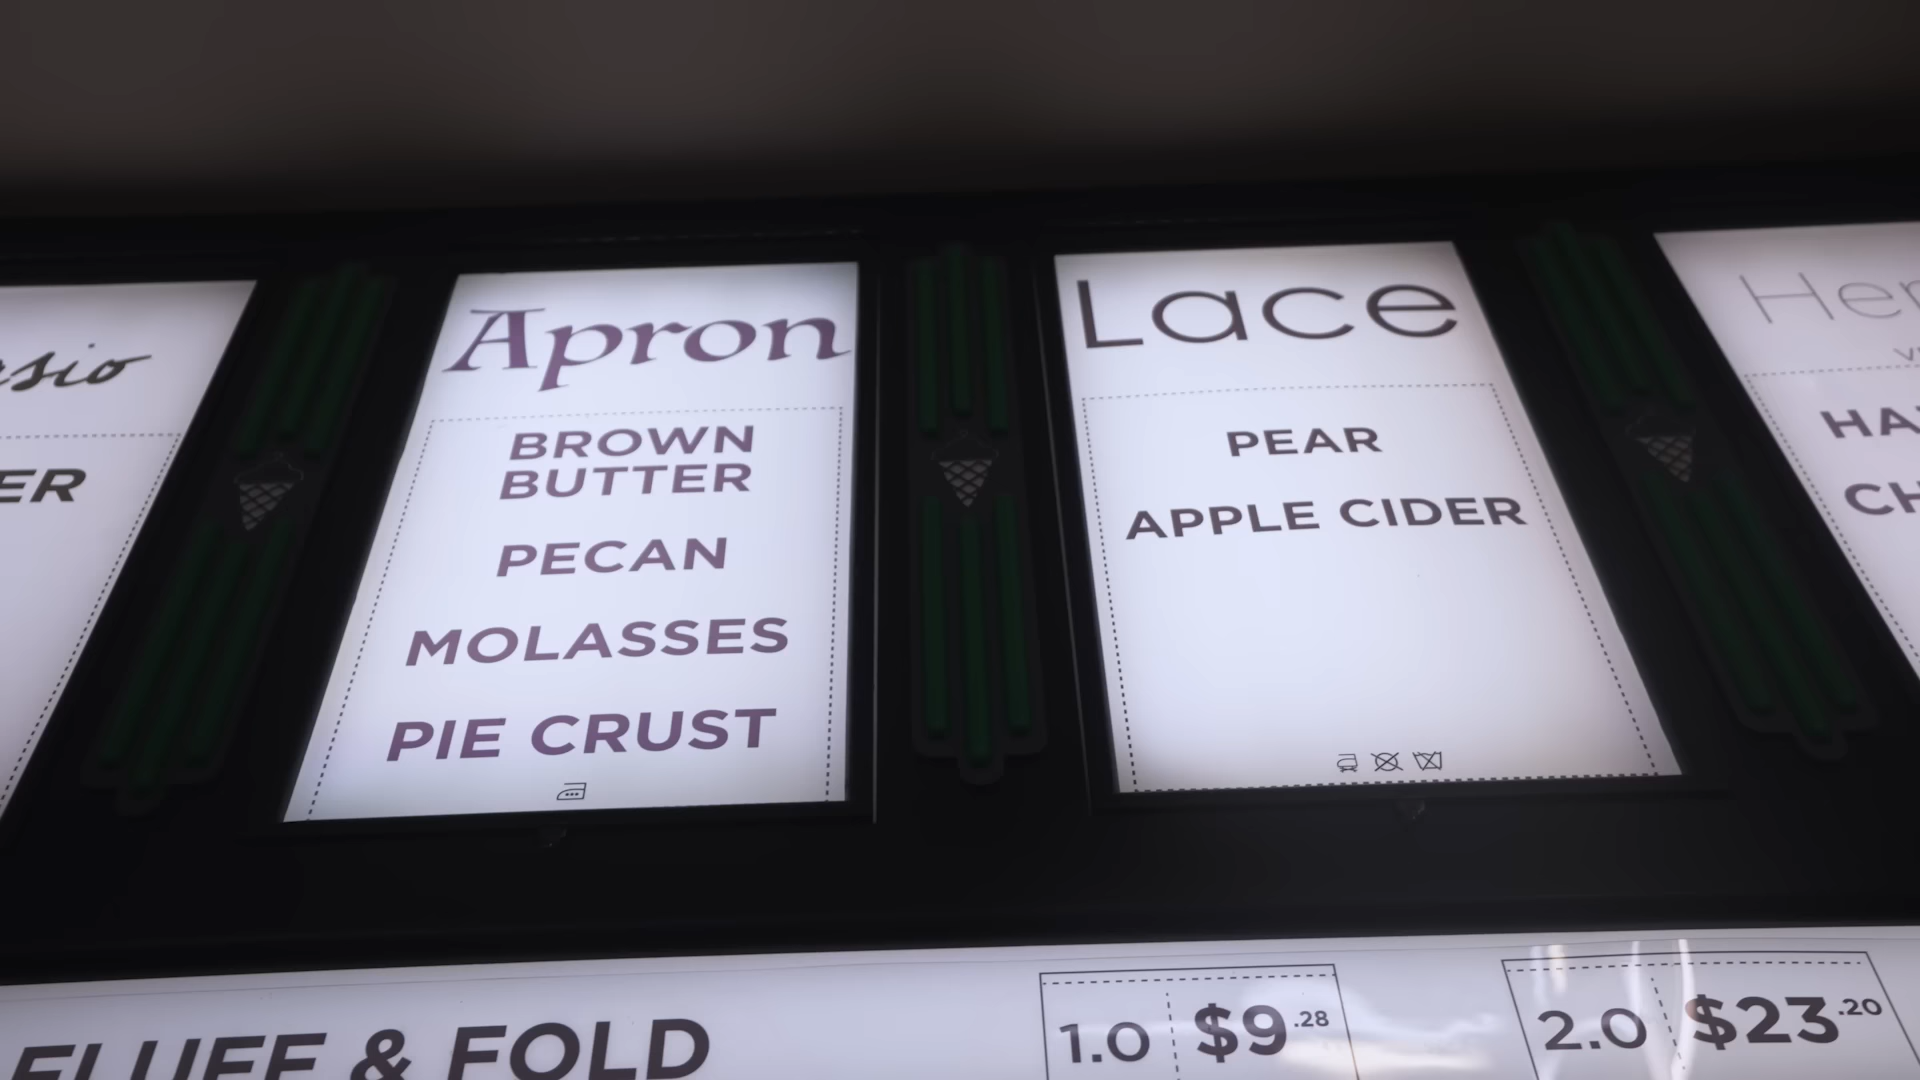 Apron
BROWN
BUTTER
PECAN
MOLASSES
PIE CRUST
Lace
PEAR
APPLE CIDER
FLUFF & FOLD
1.0 $9.28
2.0 $23.20